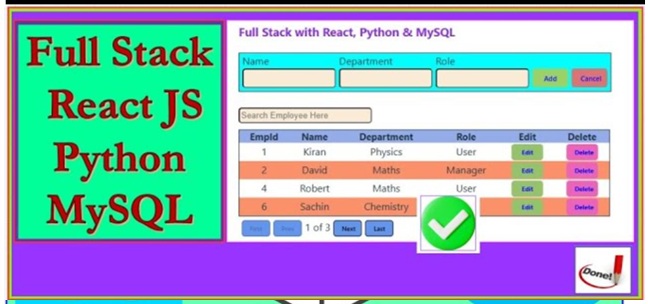 Full Stack
React JS
Python
MySQL
Full Stack with React, Python & MySQL
Name Department Role
Add Cancel
Search Employee Here
EmpId Name Department Role Edit Delete
1 Kiran Physics User Edit Delete
2 David Maths Manager Edit Delete
4 Robert Maths User Edit Delete
6 Sachin Chemistry Edit Delete
1 of 3 Next Last
Done!